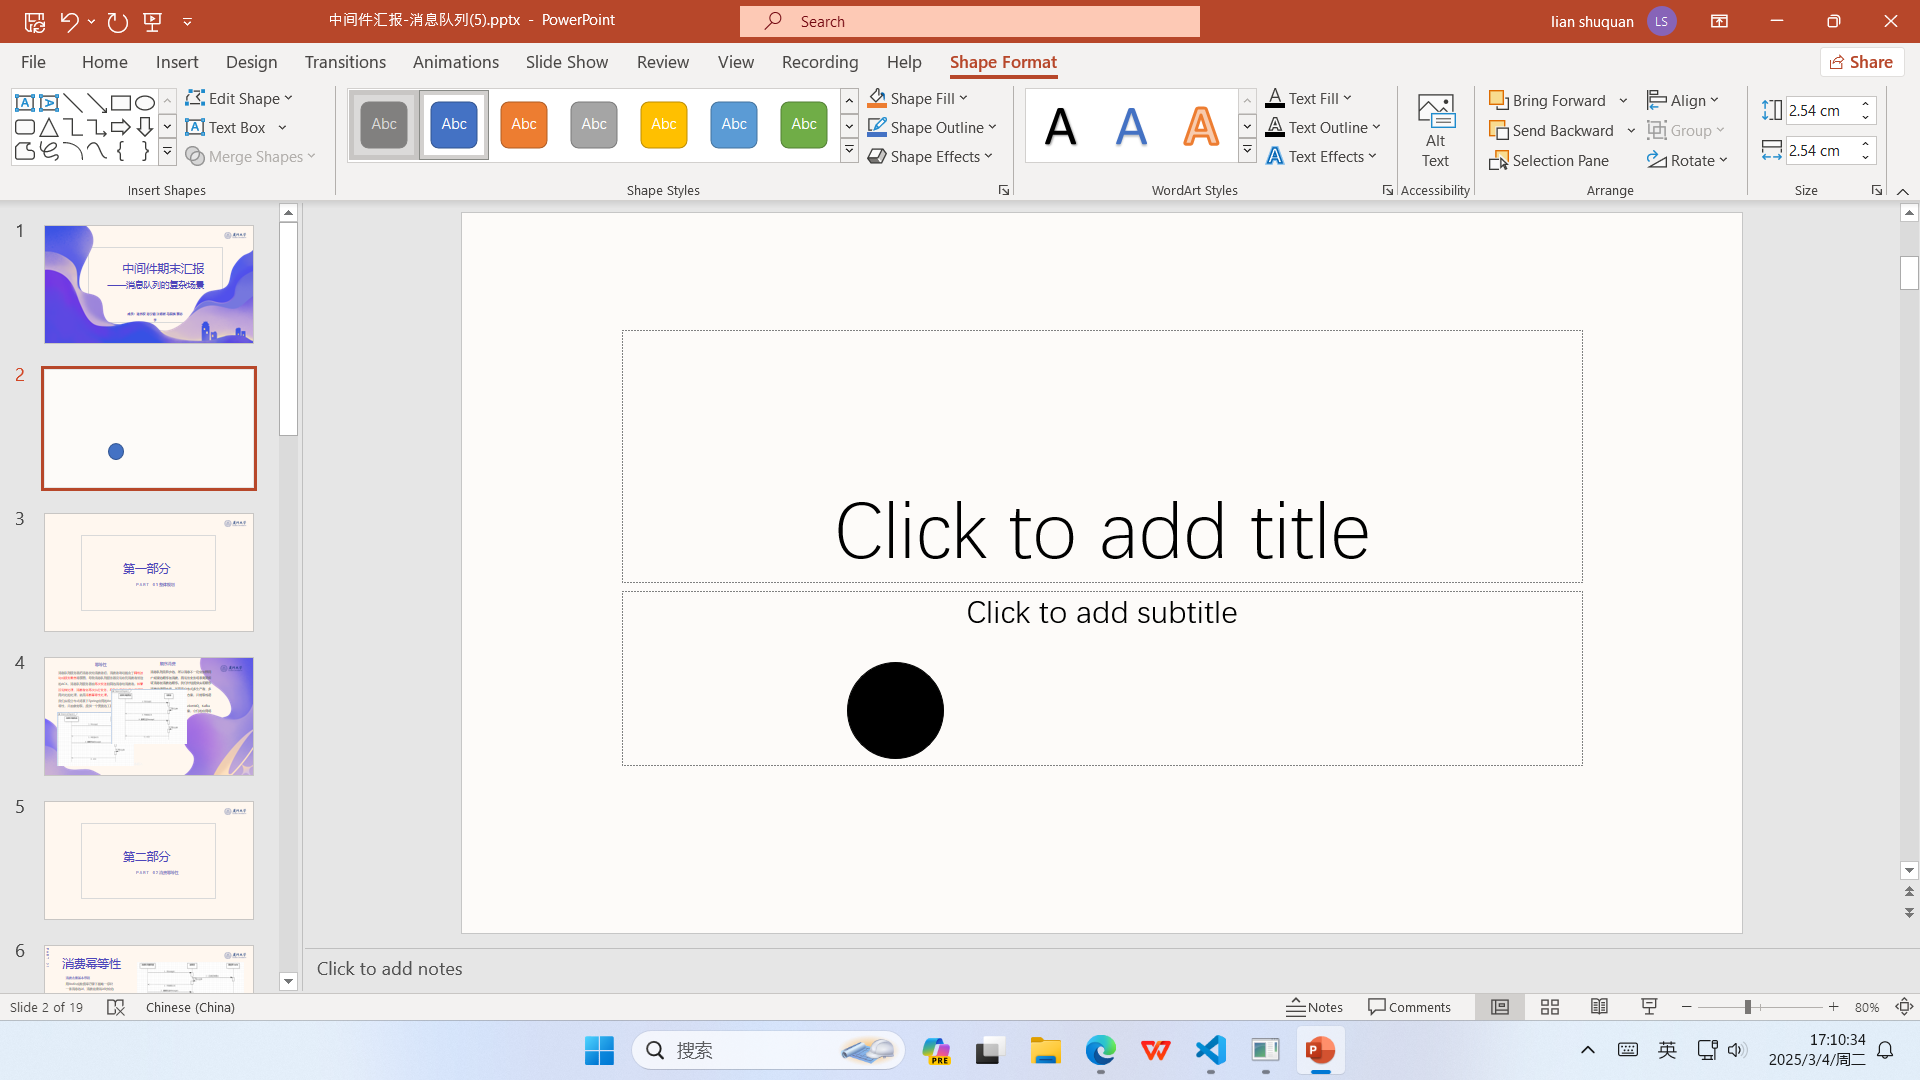 中间件汇报-消息队列(5).pptx - PowerPoint
Search
lian shuquan
LS
File
Home
Insert
Design
Transitions
Animations
Slide Show
Review
View
Recording
Help
Shape Format
Share
Edit Shape
Text Box
Merge Shapes
Insert Shapes
Abc
Abc
Abc
Abc
Abc
Abc
Abc
Shape Fill
Shape Outline
Shape Effects
Shape Styles
A
A
A
Text Fill
Text Outline
Text Effects
WordArt Styles
Alt
Text
Accessibility
Bring Forward
Send Backward
Selection Pane
Align
Group
Rotate
Arrange
2.54 cm
2.54 cm
Size
1
中间件期末汇报
——消息队列的复杂场景
2
3
第一部分
4
5
第二部分
6
消费幂等性
Click to add title
Click to add subtitle
Click to add notes
Slide 2 of 19
Chinese (China)
Notes
Comments
80%
搜索
PRE
英
17:10:34
2025/3/4/周二